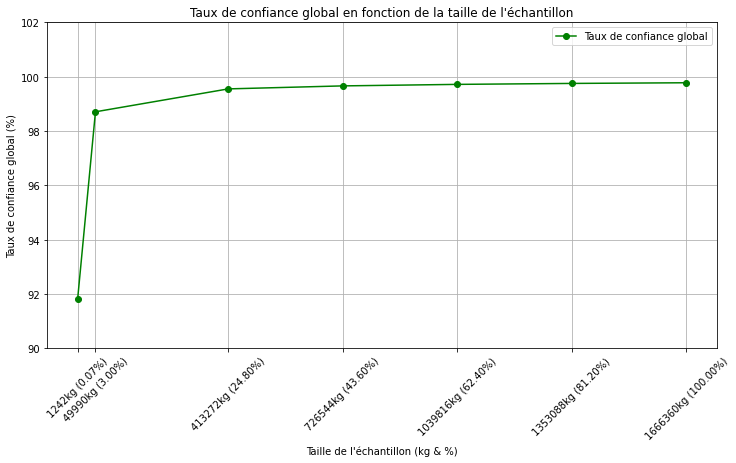 Taux de confiance global en fonction de la taille de l'échantillon
Taux de confiance global
Taux de confiance global (%)
102
100
98
96
94
92
90
1242kg (0.07%)
49990kg (3.00%)
413272kg (24.80%)
726544kg (43.60%)
1039816kg (62.40%)
1353088kg (81.20%)
1666360kg (100.00%)
Taille de l'échantillon (kg & %)